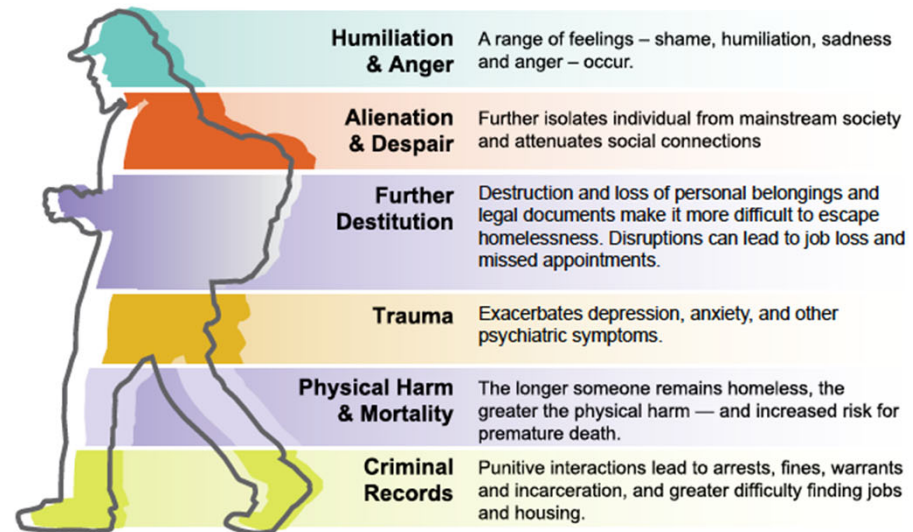 Humiliation
& Anger
A range of feelings – shame, humiliation, sadness
and anger – occur.
Alienation
& Despair
Further isolates individual from mainstream society
and attenuates social connections
Further
Destitution
Destruction and loss of personal belongings and
legal documents make it more difficult to escape
homelessness. Disruptions can lead to job loss and
missed appointments.
Trauma
Exacerbates depression, anxiety, and other
psychiatric symptoms.
Physical Harm
& Mortality
The longer someone remains homeless, the
greater the physical harm — and increased risk for
premature death.
Criminal
Records
Punitive interactions lead to arrests, fines, warrants
and incarceration, and greater difficulty finding jobs
and housing.